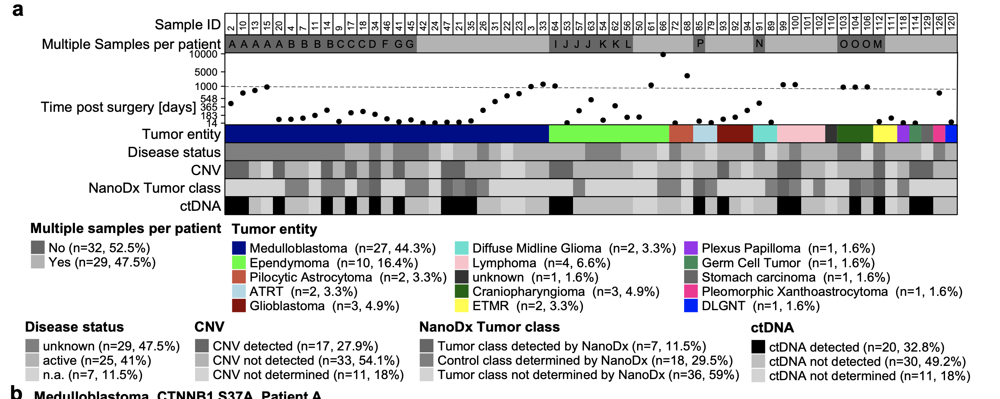 a
Sample ID 2 10 13 15 20 4 7 11 14 9 17 18 34 46 41 45 42 24 47 21 35 26 31 22 23 3 33 64 53 57 63 54 62 56 50 61 66 72 68 85 79 93 92 94 91 89 99 100 101 102 110 103 104 106 112 111 118 114 129 126 120
Multiple Samples per patient A A A A A B B B B C C C D F G G I J J J K K L P N O O O M
10000
5000
1000
548
Time post surgery [days] 365
183
14
Tumor entity
Disease status
CNV
NanoDx Tumor class
ctDNA
Multiple samples per patient
No (n=32, 52.5%)
Yes (n=29, 47.5%)
Tumor entity
Medulloblastoma (n=27, 44.3%)
Ependymoma (n=10, 16.4%)
Pilocytic Astrocytoma (n=2, 3.3%)
ATRT (n=2, 3.3%)
Glioblastoma (n=3, 4.9%)
Diffuse Midline Glioma (n=2, 3.3%)
Lymphoma (n=4, 6.6%)
unknown (n=1, 1.6%)
Craniopharyngioma (n=3, 4.9%)
ETMR (n=2, 3.3%)
Plexus Papilloma (n=1, 1.6%)
Germ Cell Tumor (n=1, 1.6%)
Stomach carcinoma (n=1, 1.6%)
Pleomorphic Xanthoastrocytoma (n=1, 1.6%)
DLGNT (n=1, 1.6%)
Disease status
unknown (n=29, 47.5%)
active (n=25, 41%)
n.a. (n=7, 11.5%)
CNV
CNV detected (n=17, 27.9%)
CNV not detected (n=33, 54.1%)
CNV not determined (n=11, 18%)
NanoDx Tumor class
Tumor class detected by NanoDx (n=7, 11.5%)
Control class determined by NanoDx (n=18, 29.5%)
Tumor class not determined by NanoDx (n=36, 59%)
ctDNA
ctDNA detected (n=20, 32.8%)
ctDNA not detected (n=30, 49.2%)
ctDNA not determined (n=11, 18%)
b Medulloblastoma, CTNNB1 S37A, Patient A